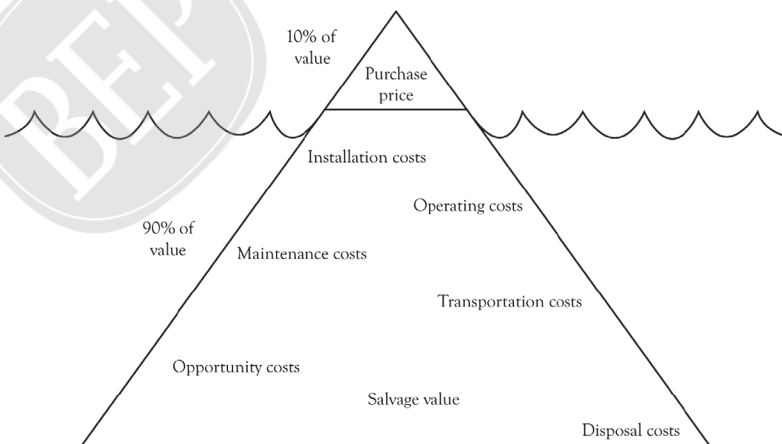 BEP
10% of
value
Purchase
price
Installation costs
Operating costs
90% of
value
Maintenance costs
Transportation costs
Opportunity costs
Salvage value
Disposal costs